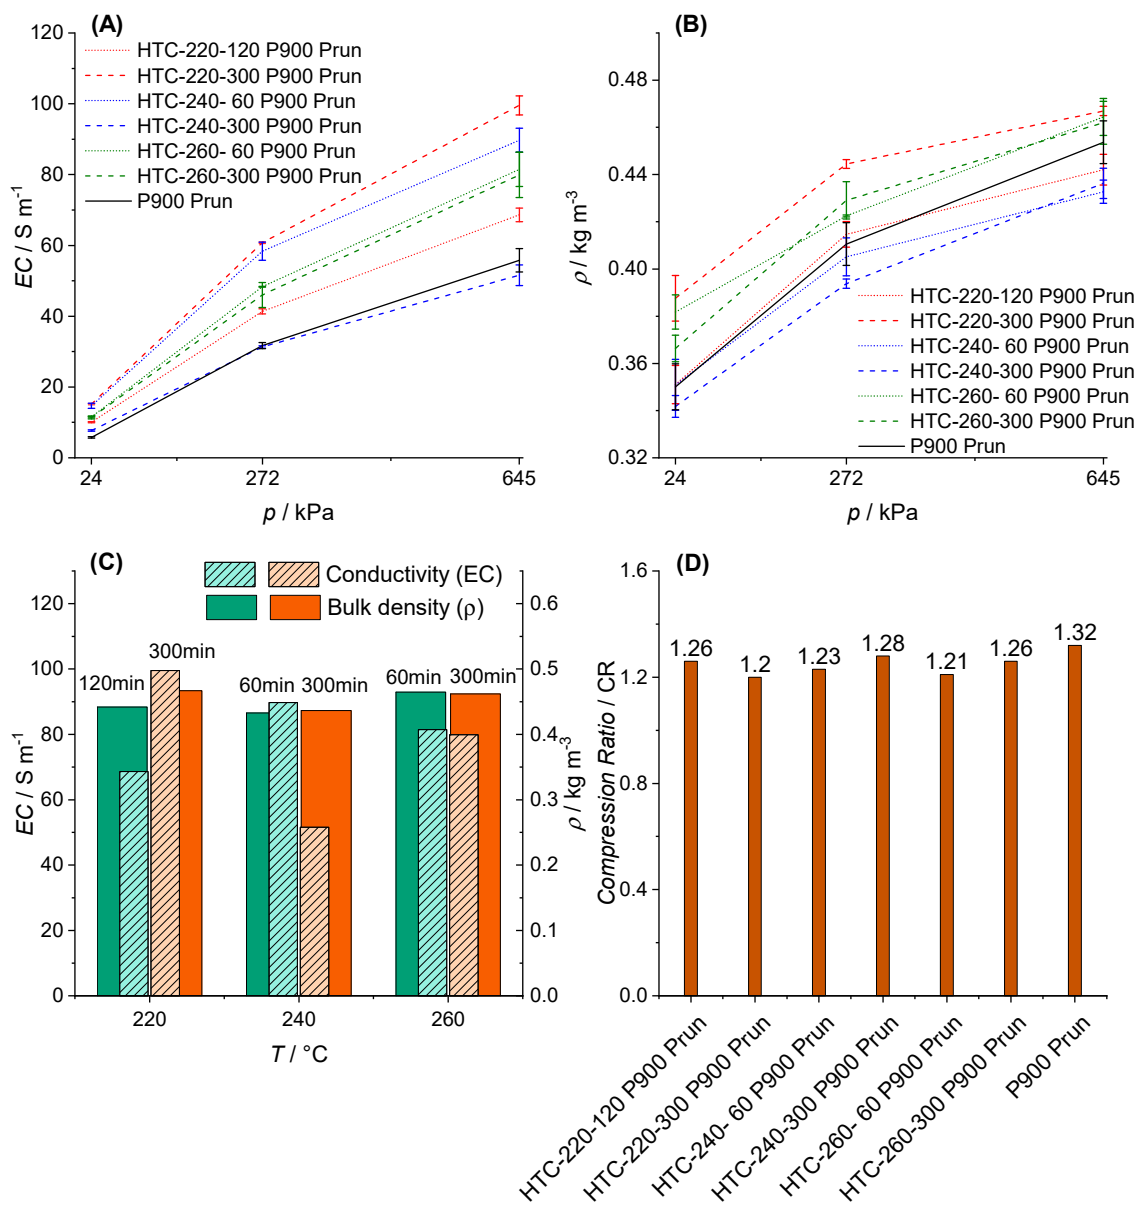 (A)
120
100
80
60
40
20
0
EC / S m-1
HTC-220-120 P900 Prun
HTC-220-300 P900 Prun
HTC-240- 60 P900 Prun
HTC-240-300 P900 Prun
HTC-260- 60 P900 Prun
HTC-260-300 P900 Prun
P900 Prun
24 272 645
p / kPa
(B)
0.48
0.44
0.40
0.36
0.32
ρ / kg m-3
HTC-220-120 P900 Prun
HTC-220-300 P900 Prun
HTC-240- 60 P900 Prun
HTC-240-300 P900 Prun
HTC-260- 60 P900 Prun
HTC-260-300 P900 Prun
P900 Prun
24 272 645
p / kPa
(C)
Conductivity (EC)
Bulk density (ρ)
120
100
80
60
40
20
0
EC / S m-1
120min 300min 60min 300min 60min 300min
0.6
0.5
0.4
0.3
0.2
0.1
0.0
ρ / kg m-3
220 240 260
T / °C
(D)
1.6
1.2
0.8
0.4
0.0
Compression Ratio / CR
1.26 1.2 1.23 1.28 1.21 1.26 1.32
HTC-220-120 P900 Prun
HTC-220-300 P900 Prun
HTC-240- 60 P900 Prun
HTC-240-300 P900 Prun
HTC-260- 60 P900 Prun
HTC-260-300 P900 Prun
P900 Prun